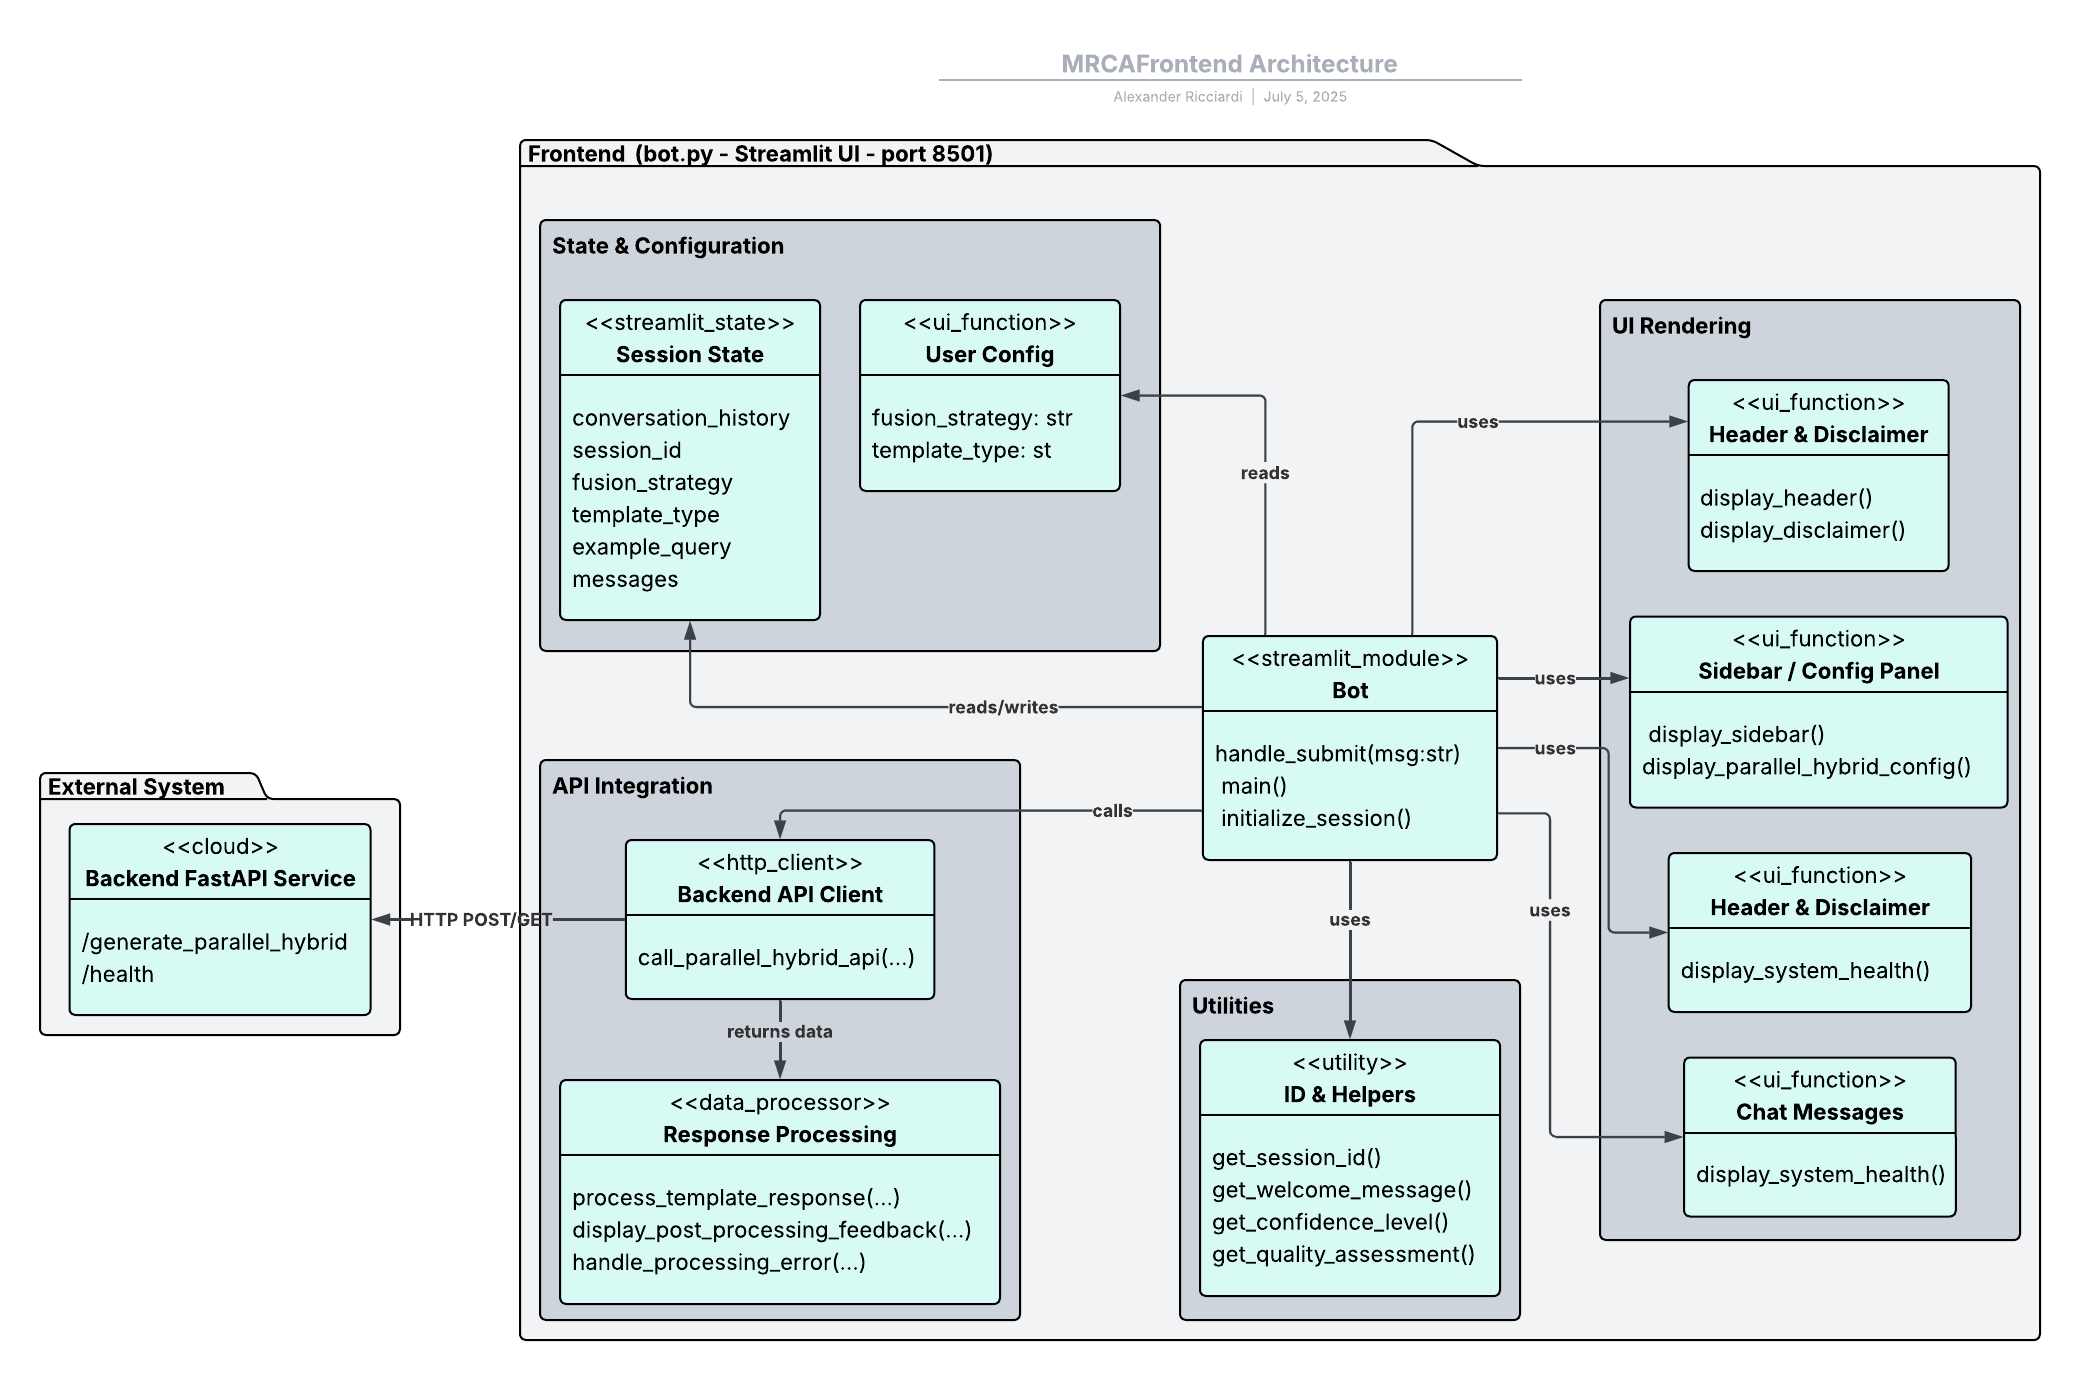 MRCAFrontend Architecture
Alexander Ricciardi | July 5, 2025
Frontend (bot.py - Streamlit UI - port 8501)
State & Configuration
<<streamlit_state>>
Session State
conversation_history
session_id
fusion_strategy
template_type
example_query
messages
<<ui_function>>
User Config
fusion_strategy: str
template_type: st
reads
uses
UI Rendering
<<ui_function>>
Header & Disclaimer
display_header()
display_disclaimer()
<<streamlit_module>>
Bot
handle_submit(msg:str)
main()
initialize_session()
reads/writes
uses
<<ui_function>>
Sidebar / Config Panel
display_sidebar()
display_parallel_hybrid_config()
uses
External System
<<cloud>>
Backend FastAPI Service
/generate_parallel_hybrid
/health
HTTP POST/GET
API Integration
calls
<<http_client>>
Backend API Client
call_parallel_hybrid_api(...)
returns data
<<data_processor>>
Response Processing
process_template_response(...)
display_post_processing_feedback(...)
handle_processing_error(...)
uses
Utilities
<<utility>>
ID & Helpers
get_session_id()
get_welcome_message()
get_confidence_level()
get_quality_assessment()
uses
<<ui_function>>
Header & Disclaimer
display_system_health()
<<ui_function>>
Chat Messages
display_system_health()